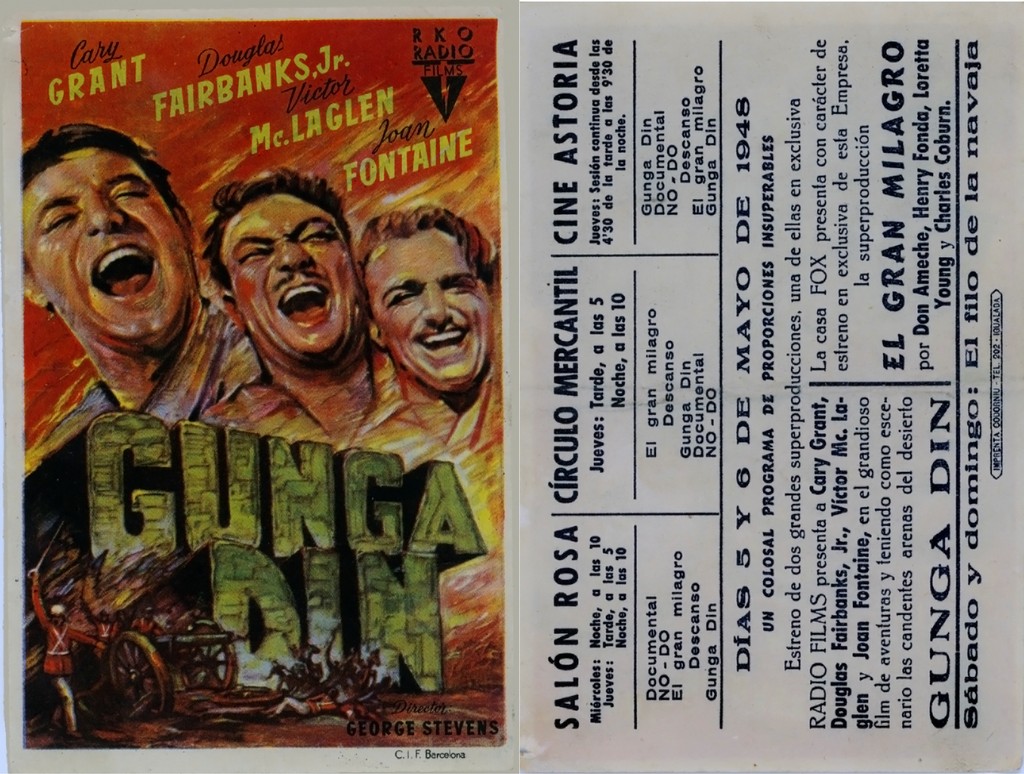 Cary
GRANT
Douglas
FAIRBANKS, Jr.
Victor
Mc. LAGLEN
Joan
FONTAINE
RKO
RADIO
FILMS
GUNGA
DIN
Director
GEORGE STEVENS
C.I.F. Barcelona
SALÓN ROSA
Miércoles: Noche, a las 10
Jueves: Tarde, a las 5
Noche, a las 10
Documental
NO-DO
El gran milagro
Descanso
Gunga Din
CÍRCULO MERCANTIL
Jueves: Tarde, a las 5
Noche, a las 10
El gran milagro
Descanso
Gunga Din
Documental
NO-DO
CINE ASTORIA
Jueves: Sesión continua desde las
4'30 de la tarde a las 9'30 de
la noche.
Gunga Din
Documental
NO-DO
Descanso
El gran milagro
Gunga Din
DÍAS 5 Y 6 DE MAYO DE 1948
UN COLOSAL PROGRAMA DE PROPORCIONES INSUPERABLES
Estreno de dos grandes superproducciones, una de ellas en exclusiva
RADIO FILMS presenta a Cary Grant,
Douglas Fairbanks, Jr., Victor Mc. La-
glen y Joan Fontaine, en el grandioso
film de aventuras y teniendo como esce-
nario las candentes arenas del desierto
GUNGA DIN
La casa FOX presenta con carácter de
estreno en exclusiva de esta Empresa,
la superproducción
EL GRAN MILAGRO
por Don Ameche, Henry Fonda, Loretta
Young y Charles Coburn.
Sábado y domingo: El filo de la navaja
IMPRENTA CODORNIU - TEL. 202 - IGUALADA